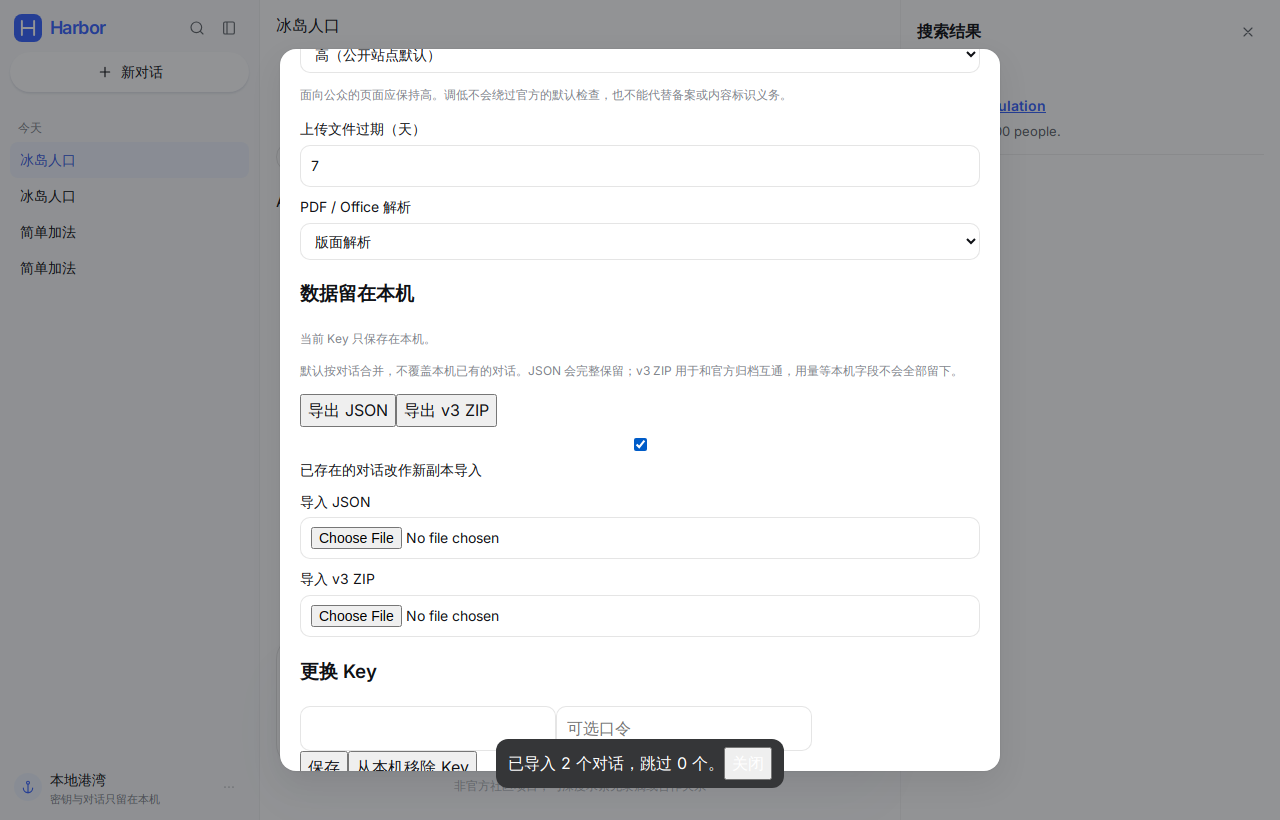 Harbor
新对话
今天
冰岛人口
冰岛人口
简单加法
简单加法
本地港湾
密钥与对话只留在本机
冰岛人口
高（公开站点默认）
面向公众的页面应保持高。调低不会绕过官方的默认检查，也不能代替备案或内容标识义务。
上传文件过期（天）
7
PDF / Office 解析
版面解析
数据留在本机
当前 Key 只保存在本机。
默认按对话合并，不覆盖本机已有的对话。JSON 会完整保留；v3 ZIP 用于和官方归档互通，用量等本机字段不会全部留下。
导出 JSON 导出 v3 ZIP
已存在的对话改作新副本导入
导入 JSON
Choose File No file chosen
导入 v3 ZIP
Choose File No file chosen
更换 Key
可选口令
保存 从本机移除 Key
已导入 2 个对话，跳过 0 个。 关闭
搜索结果
people.